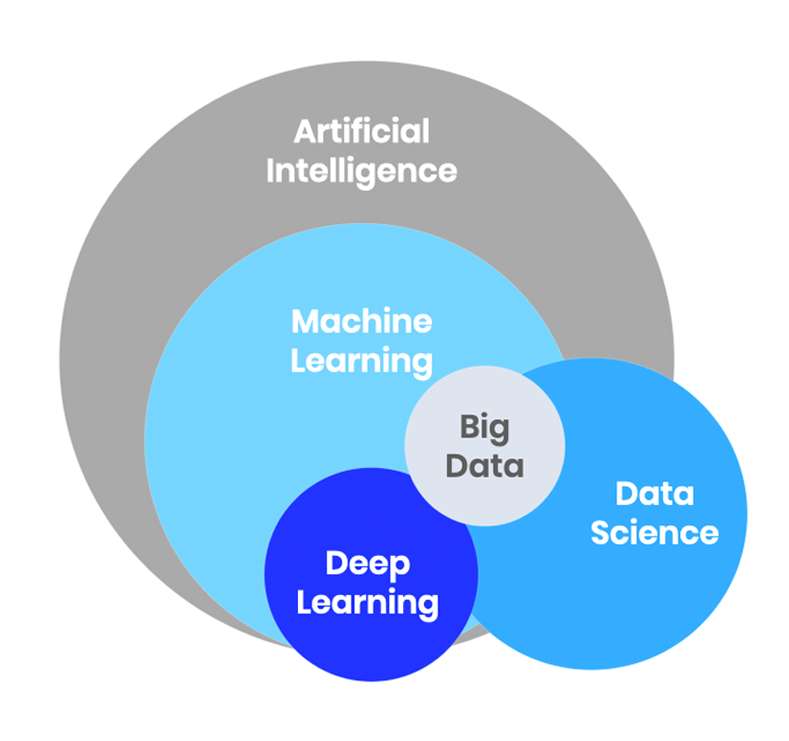 Artificial
Intelligence
Machine
Learning
Big
Data
Data
Science
Deep
Learning